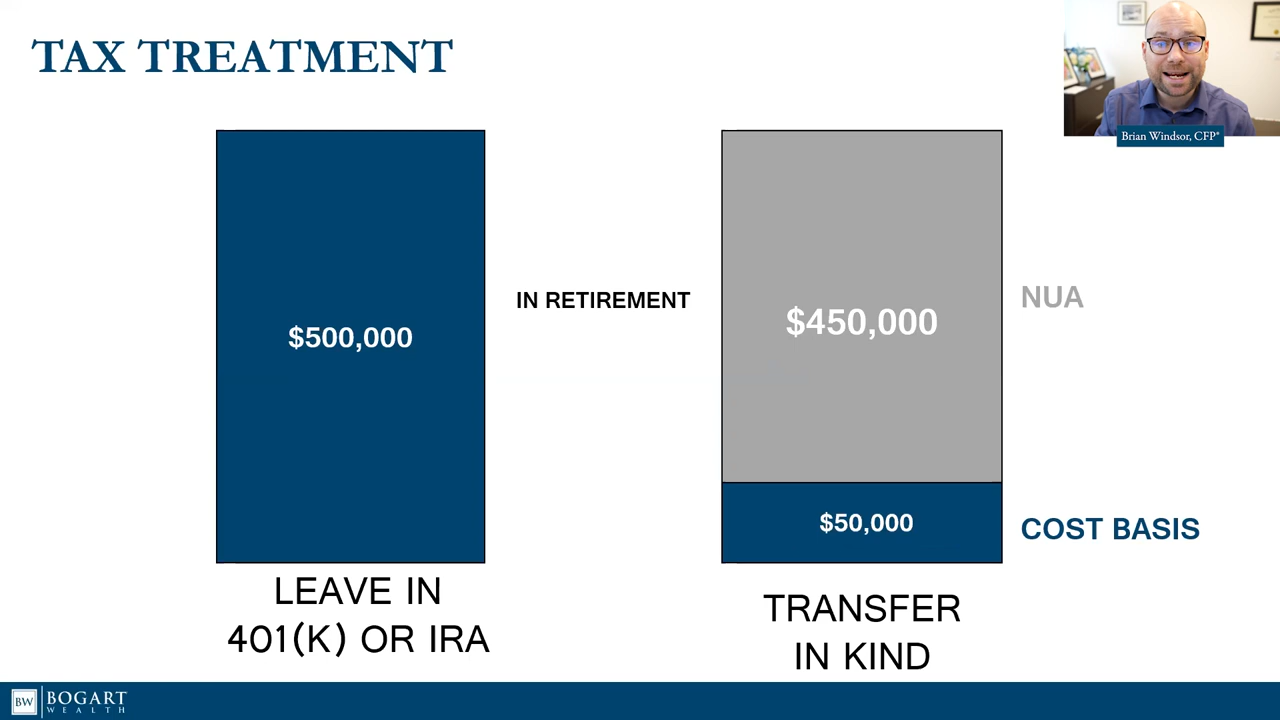 TAX TREATMENT
Brian Windsor, CFP®
$500,000
IN RETIREMENT
$450,000
NUA
$50,000
COST BASIS
LEAVE IN
401(K) OR IRA
TRANSFER
IN KIND
BW
BOGART
WEALTH